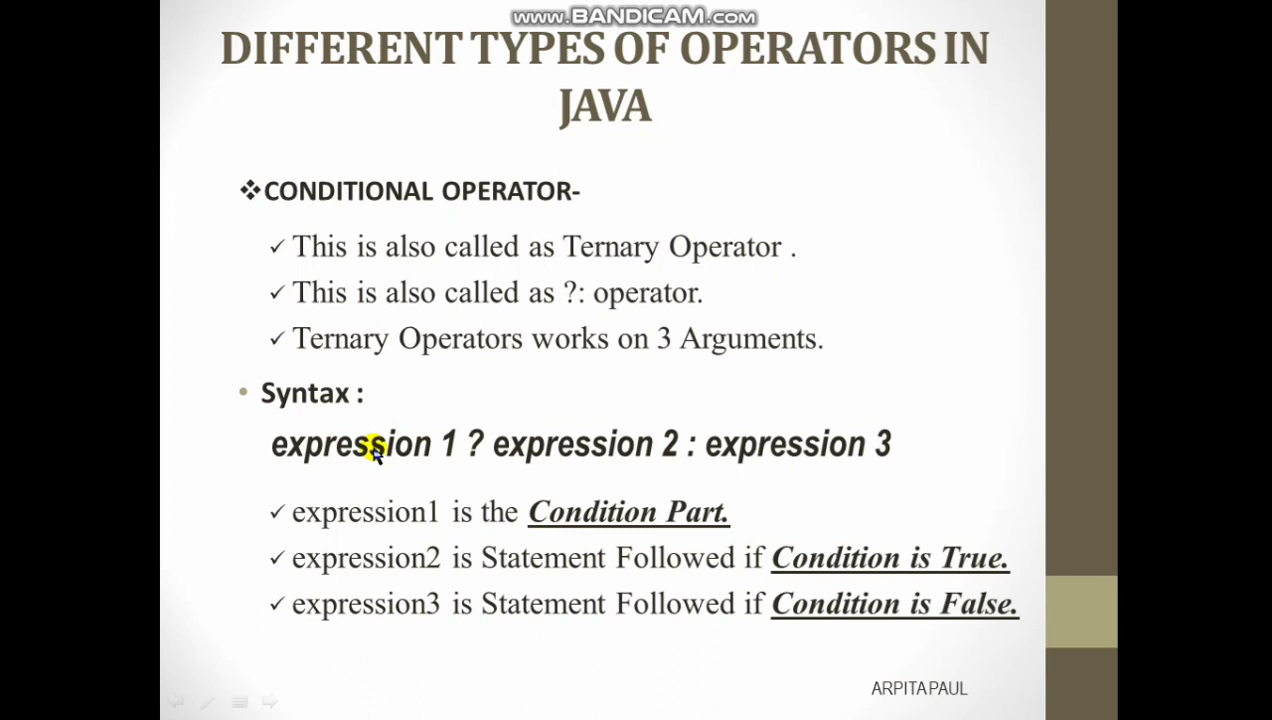 www.BANDICAM.com
DIFFERENT TYPES OF OPERATORS IN
JAVA
❖CONDITIONAL OPERATOR-
✓ This is also called as Ternary Operator .
✓ This is also called as ?: operator.
✓ Ternary Operators works on 3 Arguments.
• Syntax :
expression 1 ? expression 2 : expression 3
✓ expression1 is the Condition Part.
✓ expression2 is Statement Followed if Condition is True.
✓ expression3 is Statement Followed if Condition is False.
ARPITA PAUL